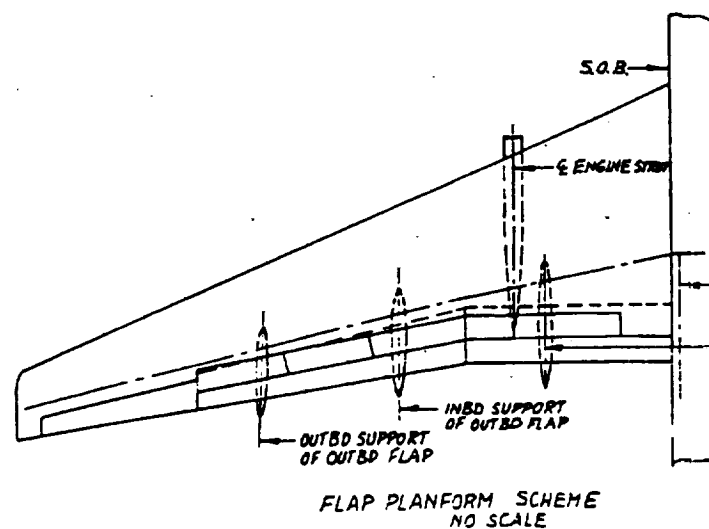 S.O.B.
℄ ENGINE STRUT
OUTBD SUPPORT
OF OUTBD FLAP
INBD SUPPORT
OF OUTBD FLAP
FLAP PLANFORM SCHEME
NO SCALE